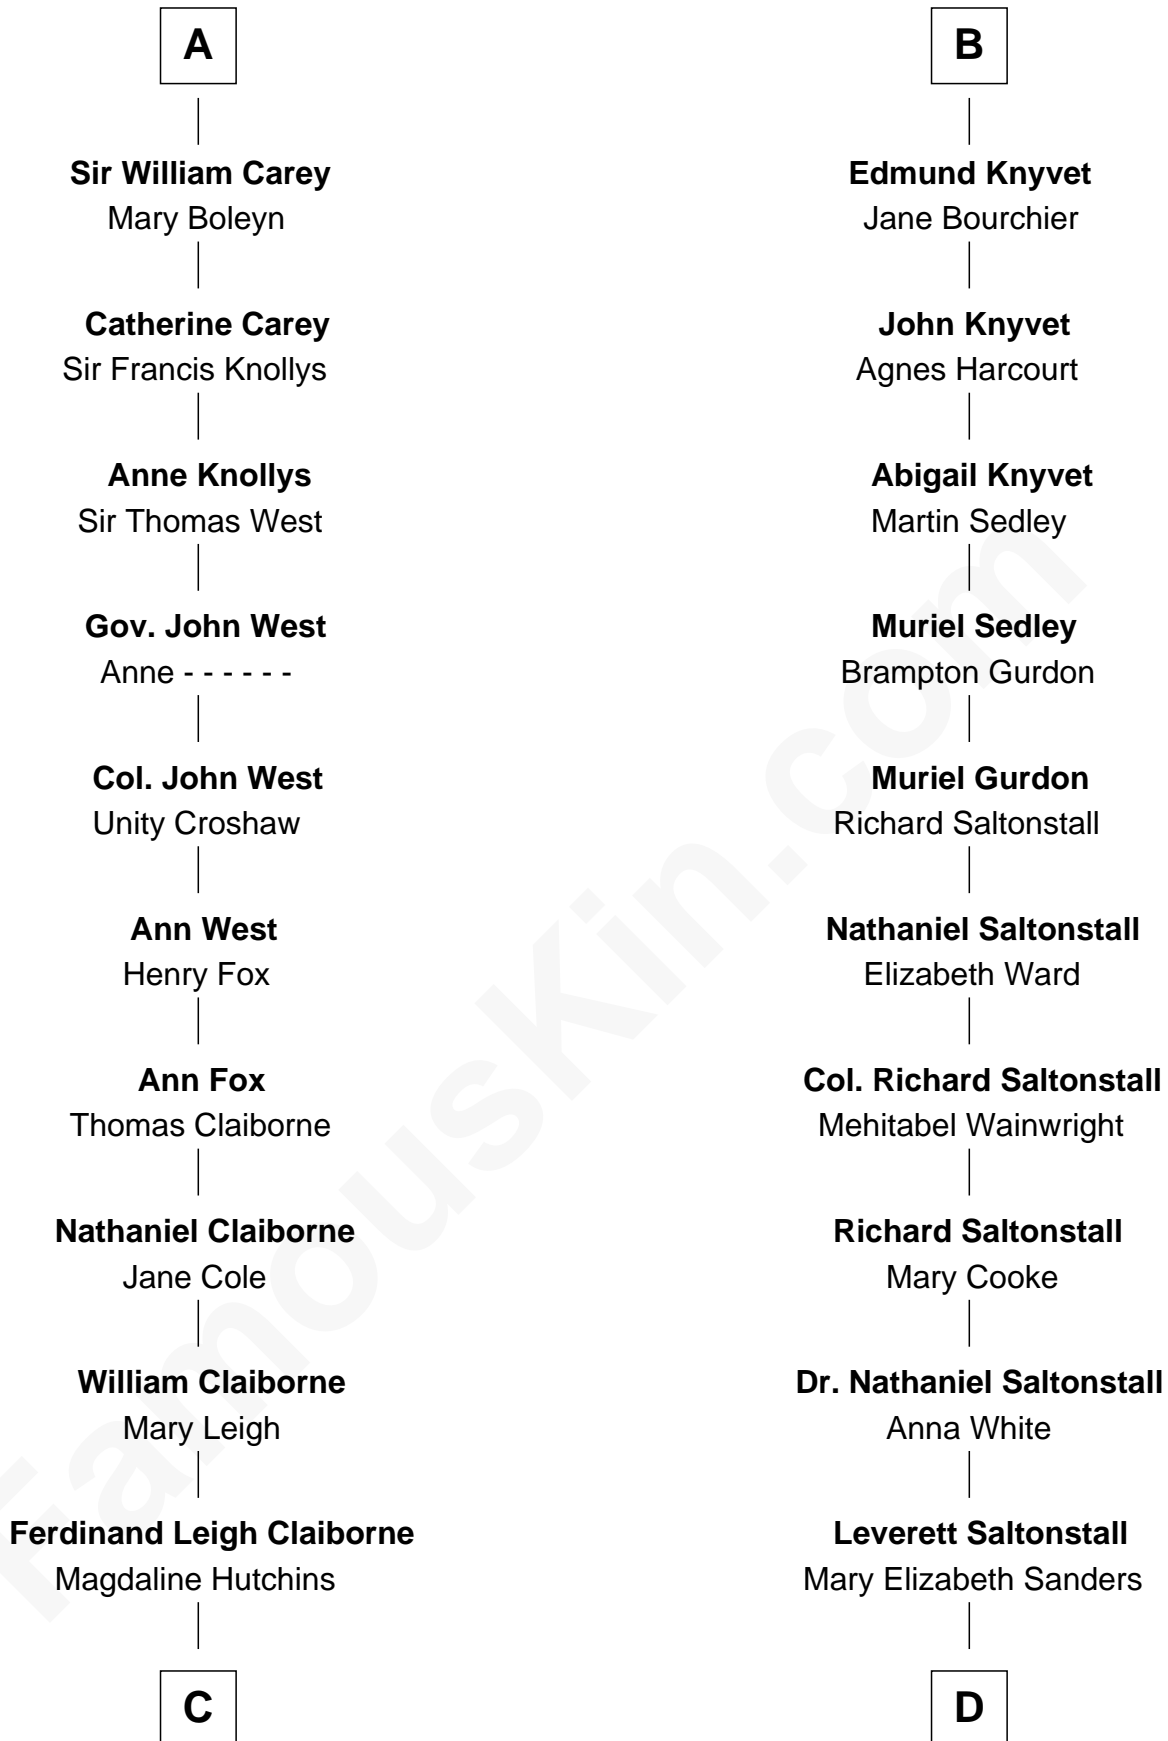 A
Sir William Carey
Mary Boleyn
Catherine Carey
Sir Francis Knollys
Anne Knollys
Sir Thomas West
Gov. John West
Anne - - - - - -
Col. John West
Unity Croshaw
Ann West
Henry Fox
Ann Fox
Thomas Claiborne
Nathaniel Claiborne
Jane Cole
William Claiborne
Mary Leigh
Ferdinand Leigh Claiborne
Magdaline Hutchins
C
B
Edmund Knyvet
Jane Bourchier
John Knyvet
Agnes Harcourt
Abigail Knyvet
Martin Sedley
Muriel Sedley
Brampton Gurdon
Muriel Gurdon
Richard Saltonstall
Nathaniel Saltonstall
Elizabeth Ward
Col. Richard Saltonstall
Mehitabel Wainwright
Richard Saltonstall
Mary Cooke
Dr. Nathaniel Saltonstall
Anna White
Leverett Saltonstall
Mary Elizabeth Sanders
D
FamousKin.com